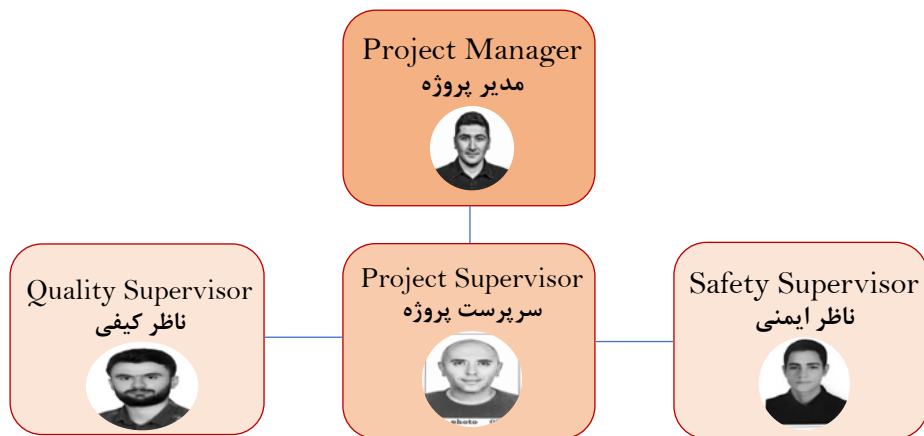 Project Manager
مدیر پروژه
Quality Supervisor
ناظر کیفی
Project Supervisor
سرپرست پروژه
Safety Supervisor
ناظر ایمنی